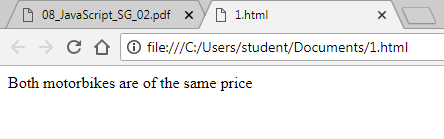 08_JavaScript_SG_02.pdf
1.html
file:///C:/Users/student/Documents/1.html
Both motorbikes are of the same price